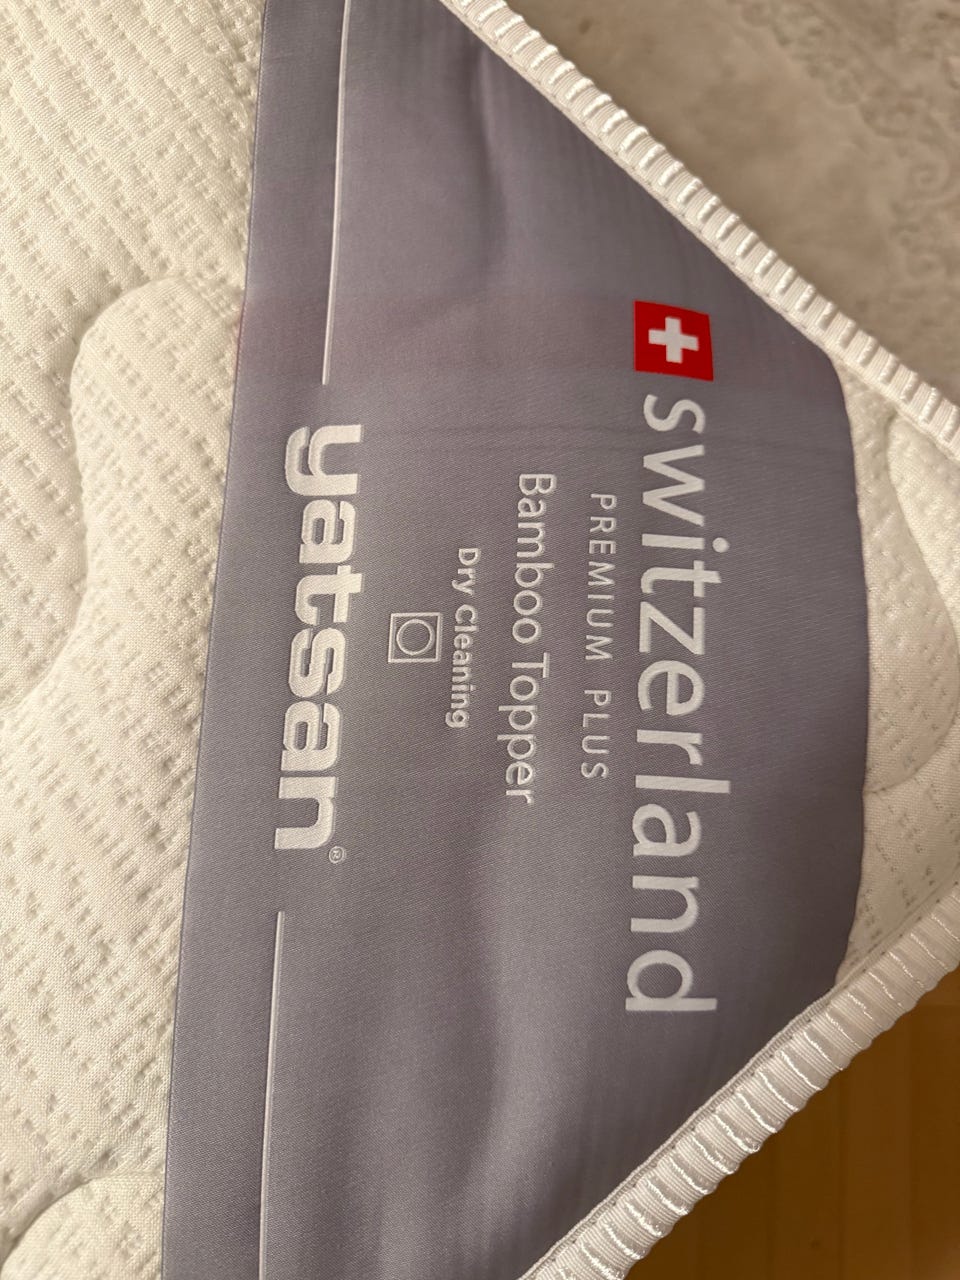 switzerland
PREMIUM PLUS
Bamboo Topper
Dry Cleaning
yatsan®